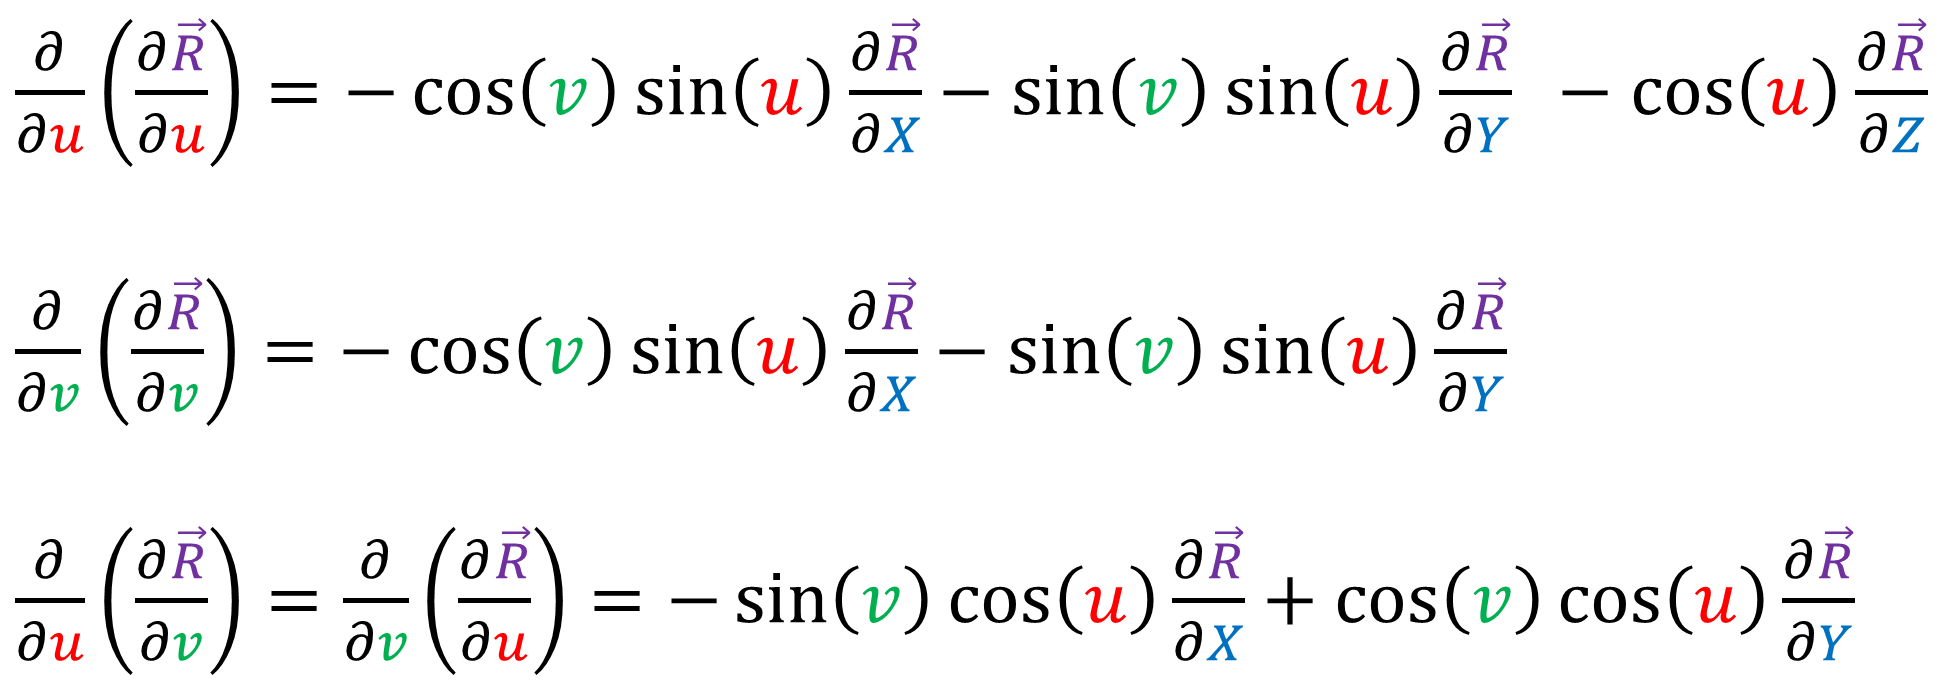 ∂/∂u (∂R⃗/∂u) = − cos(v) sin(u) ∂R⃗/∂X − sin(v) sin(u) ∂R⃗/∂Y − cos(u) ∂R⃗/∂Z
∂/∂v (∂R⃗/∂v) = − cos(v) sin(u) ∂R⃗/∂X − sin(v) sin(u) ∂R⃗/∂Y
∂/∂u (∂R⃗/∂v) = ∂/∂v (∂R⃗/∂u) = − sin(v) cos(u) ∂R⃗/∂X + cos(v) cos(u) ∂R⃗/∂Y